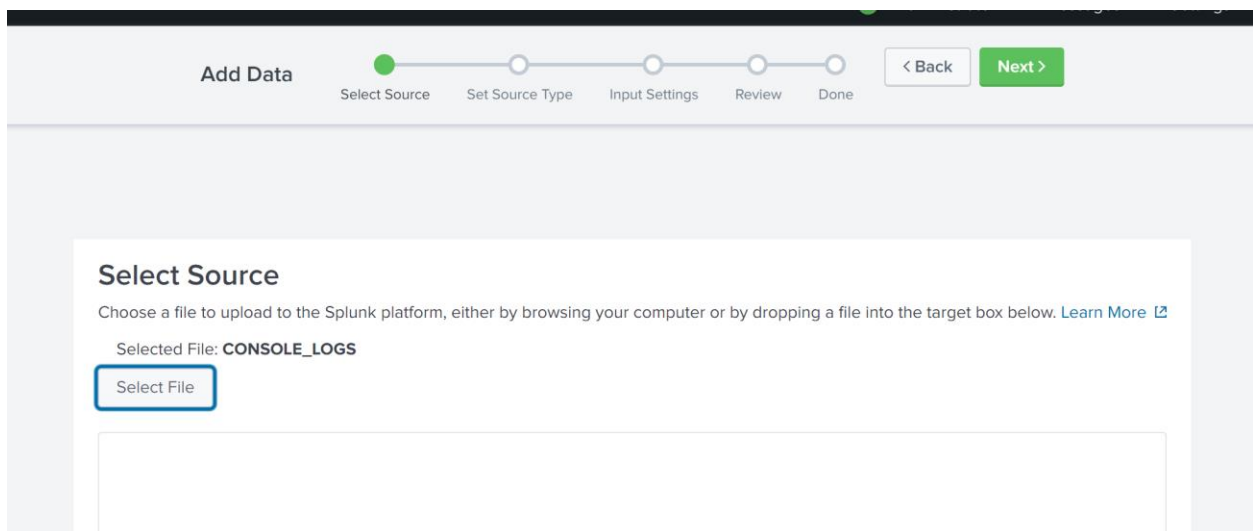 Add Data
Select Source
Set Source Type
Input Settings
Review
Done
< Back
Next >
Select Source
Choose a file to upload to the Splunk platform, either by browsing your computer or by dropping a file into the target box below. Learn More
Selected File: CONSOLE_LOGS
Select File